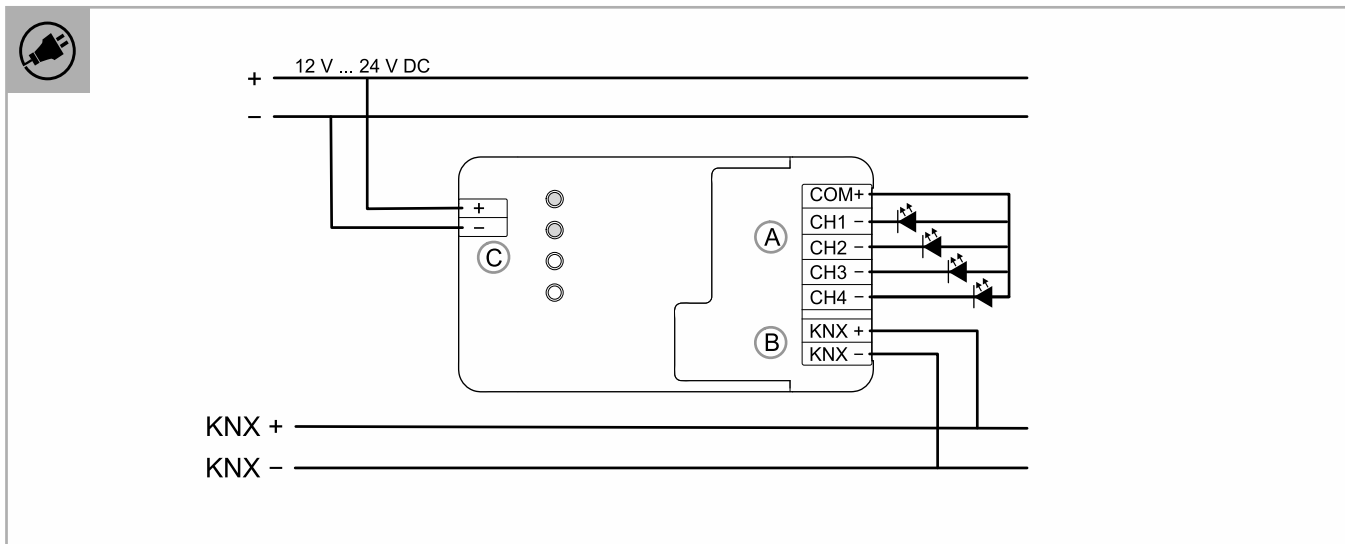 12 V ... 24 V DC
+
−
+
−
C
A
B
COM+
CH1 −
CH2 −
CH3 −
CH4 −
KNX +
KNX −
KNX +
KNX −